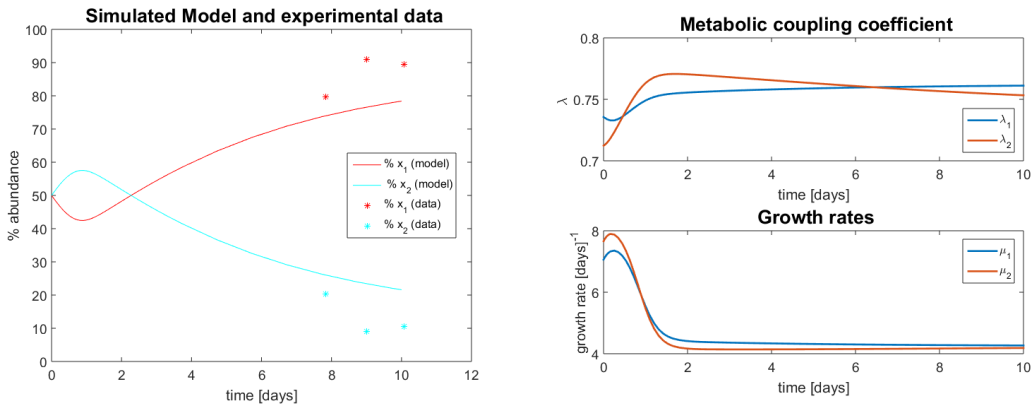 Simulated Model and experimental data
100
90
80
70
60
50
40
30
20
10
0
% abundance
0 2 4 6 8 10 12
time [days]
% x1 (model)
% x2 (model)
% x1 (data)
% x2 (data)
Metabolic coupling coefficient
0.8
0.75
0.7
λ
0 2 4 6 8 10
time [days]
λ1
λ2
Growth rates
8
6
4
growth rate [days]-1
0 2 4 6 8 10
time [days]
μ1
μ2